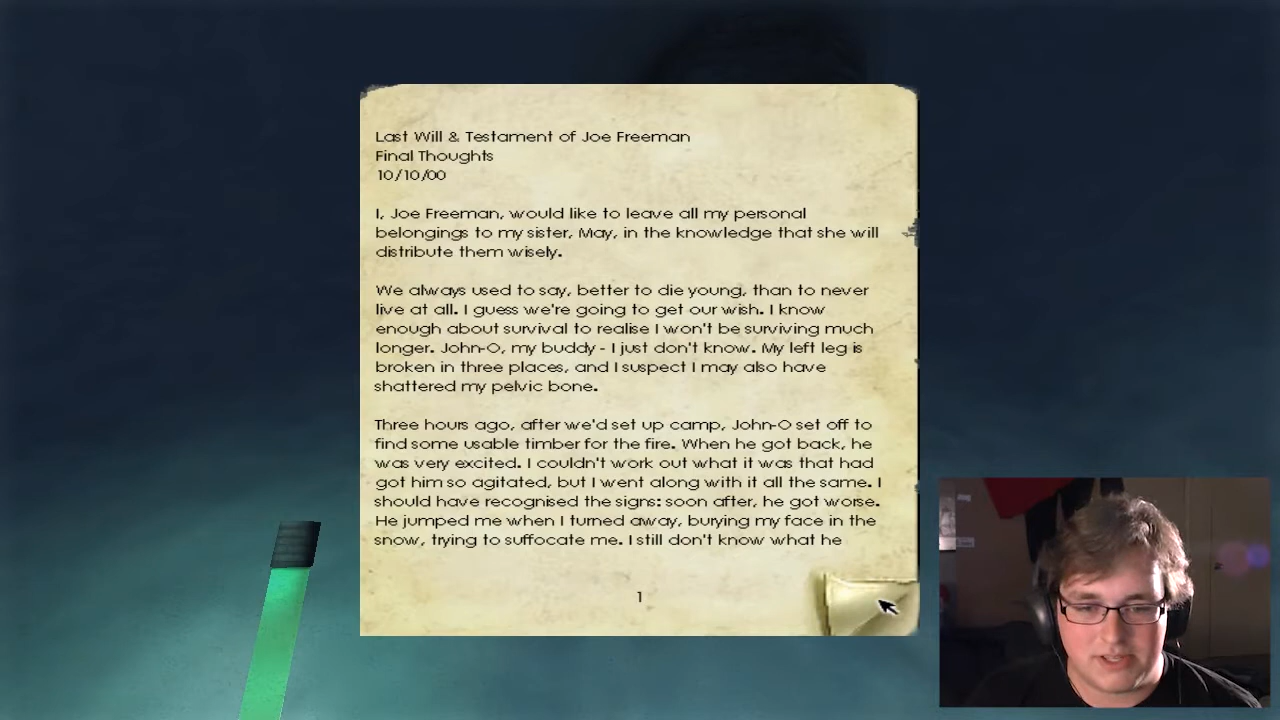 Last Will & Testament of Joe Freeman
Final Thoughts
10/10/00
I, Joe Freeman, would like to leave all my personal
belongings to my sister, May, in the knowledge that she will
distribute them wisely.
We always used to say, better to die young, than to never
live at all. I guess we're going to get our wish. I know
enough about survival to realise I won't be surviving much
longer. John-O, my buddy - I just don't know. My left leg is
broken in three places, and I suspect I may also have
shattered my pelvic bone.
Three hours ago, after we'd set up camp, John-O set off to
find some usable timber for the fire. When he got back, he
was very excited. I couldn't work out what it was that had
got him so agitated, but I went along with it all the same. I
should have recognised the signs: soon after, he got worse.
He jumped me when I turned away, burying my face in the
snow, trying to suffocate me. I still don't know what he
1